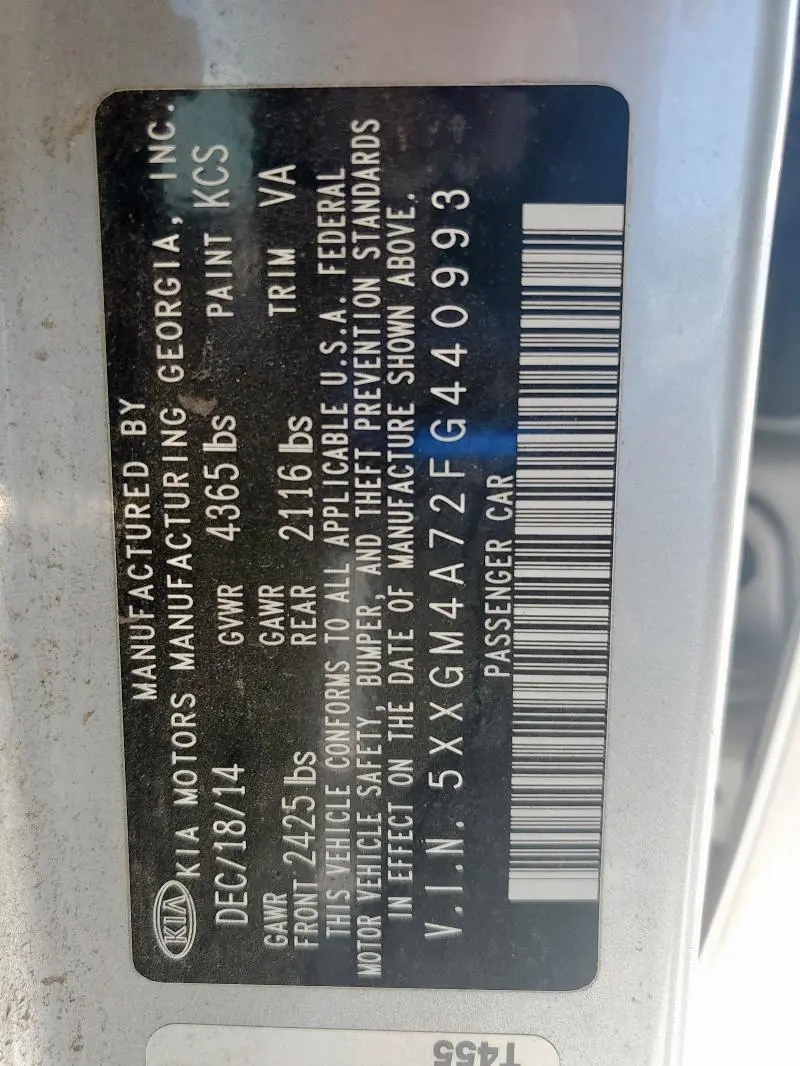 MANUFACTURED BY
KIA KIA MOTORS MANUFACTURING GEORGIA, INC.
DEC/18/14 GVWR 4365 lbs PAINT KCS
GAWR FRONT 2425 lbs GAWR REAR 2116 lbs TRIM VA
THIS VEHICLE CONFORMS TO ALL APPLICABLE U.S.A. FEDERAL
MOTOR VEHICLE SAFETY, BUMPER, AND THEFT PREVENTION STANDARDS
IN EFFECT ON THE DATE OF MANUFACTURE SHOWN ABOVE.
V.I.N. 5XXGM4A72FG440993
PASSENGER CAR
T455